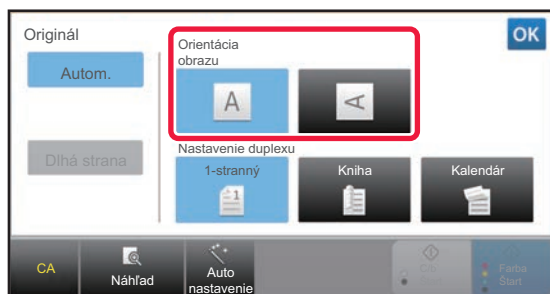 Originál
OK
Orientácia
obrazu
Autom.
A
A
Dlhá strana
Nastavenie duplexu
1-stranný
Kniha
Kalendár
1
CA
Náhľad
Auto
nastavenie
Farba
Štart